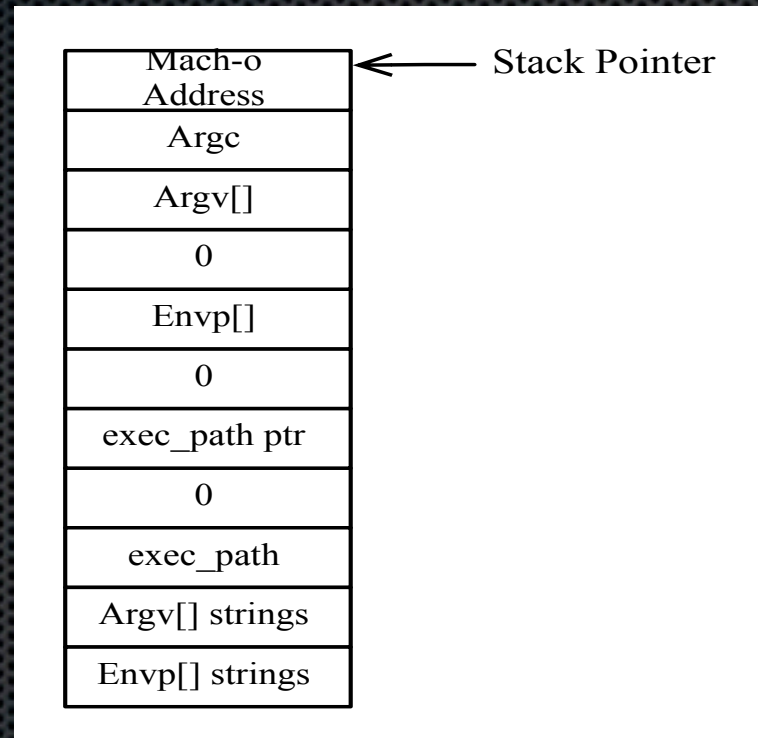 Mach-o
Address
Stack Pointer
Argc
Argv[]
0
Envp[]
0
exec_path ptr
0
exec_path
Argv[] strings
Envp[] strings